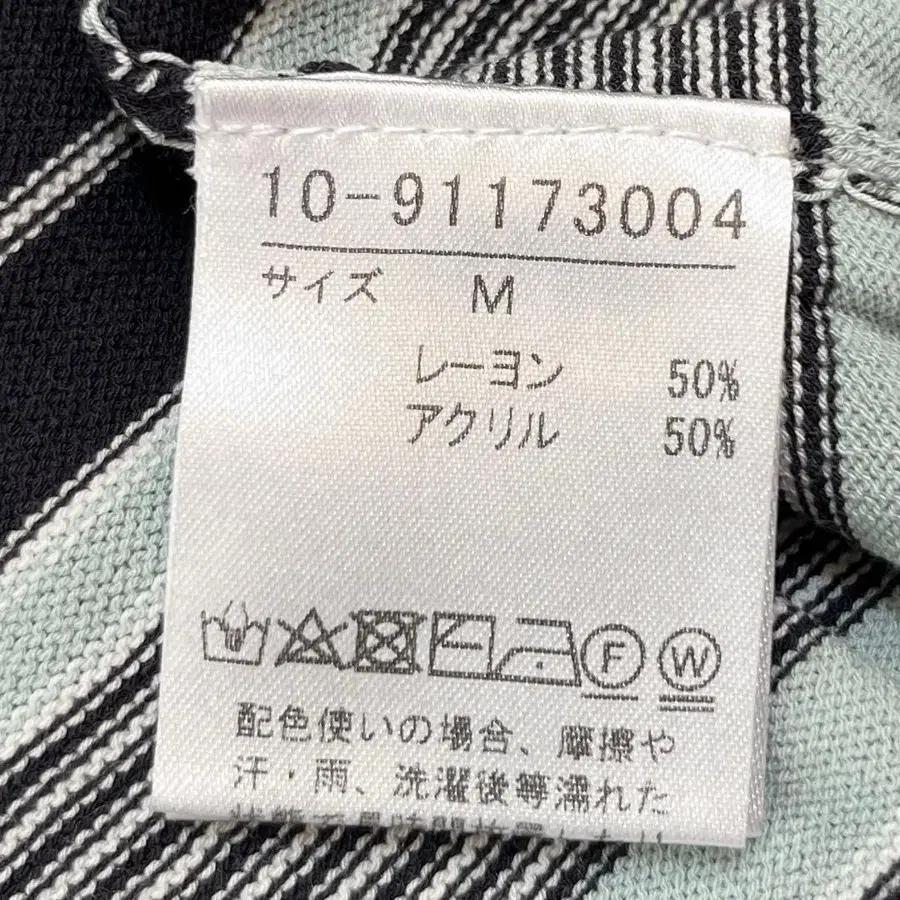 10-91173004
サイズ M
レーヨン 50%
アクリル 50%
F W
配色使いの場合、摩擦や
汗・雨、洗濯後等濡れた